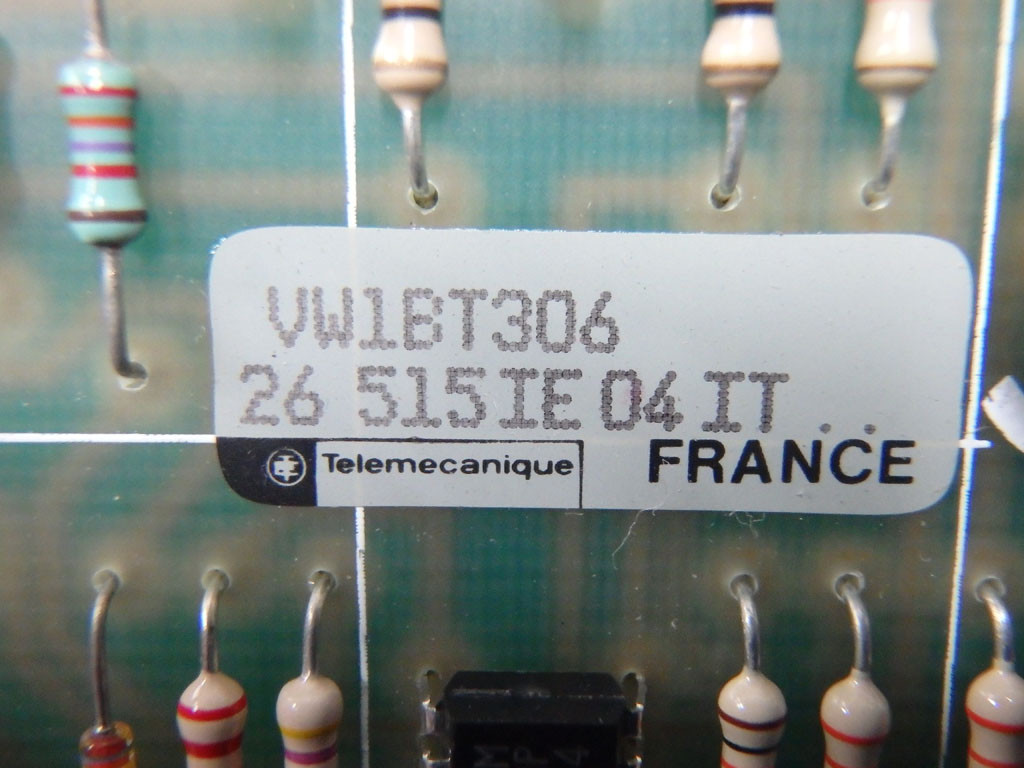 VW1BT306
26 515IE 04 IT ..
Telemecanique FRANCE